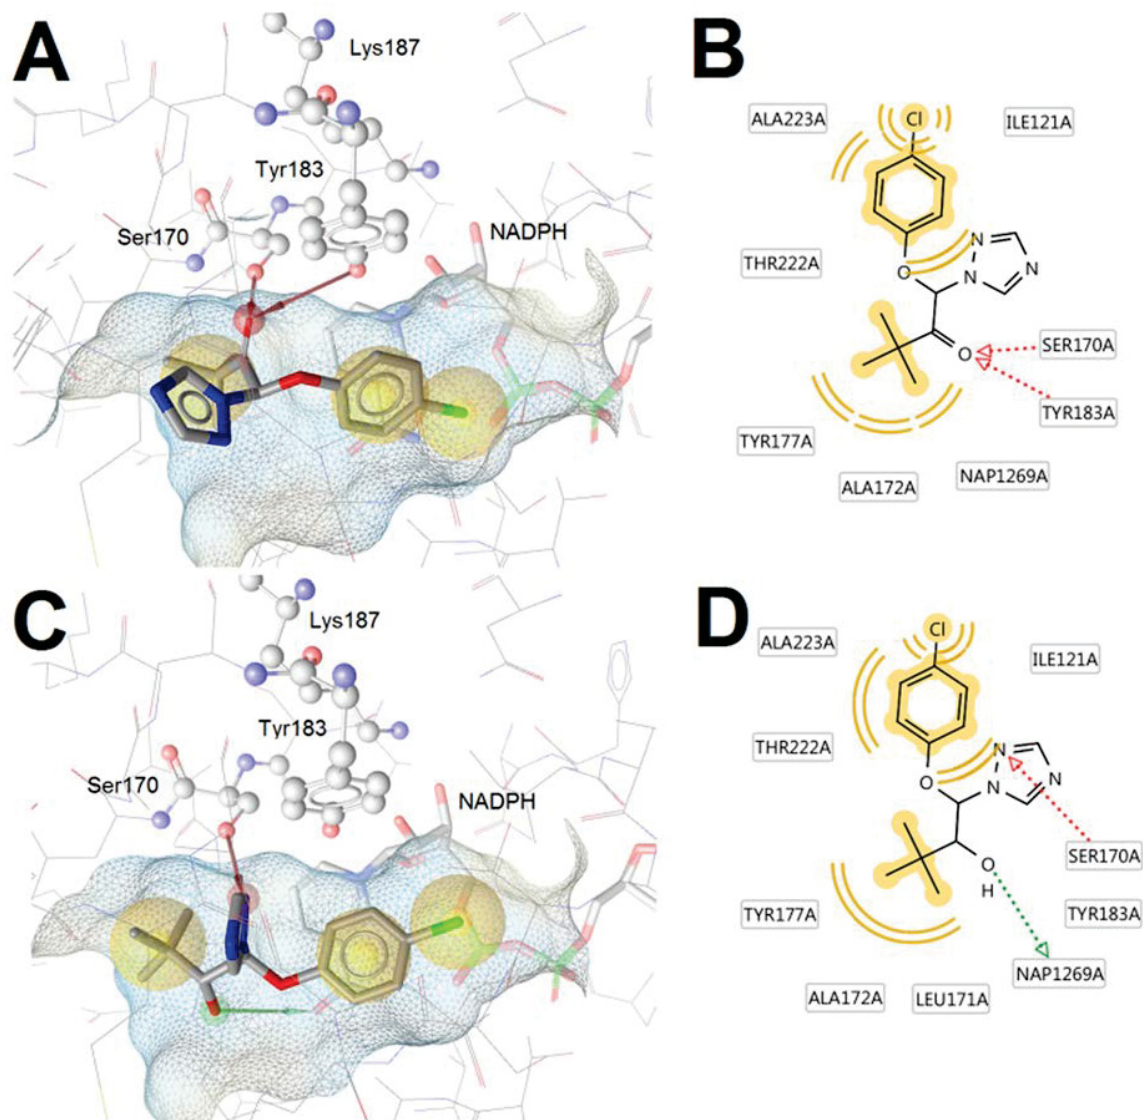 A
Lys187
Tyr183
Ser170
NADPH
B
ALA223A
Cl
ILE121A
THR222A
N
O
N
N
O
SER170A
TYR183A
TYR177A
ALA172A
NAP1269A
C
Lys187
Tyr183
Ser170
NADPH
D
ALA223A
Cl
ILE121A
THR222A
N
O
N
N
O
H
SER170A
TYR177A
TYR183A
NAP1269A
ALA172A
LEU171A